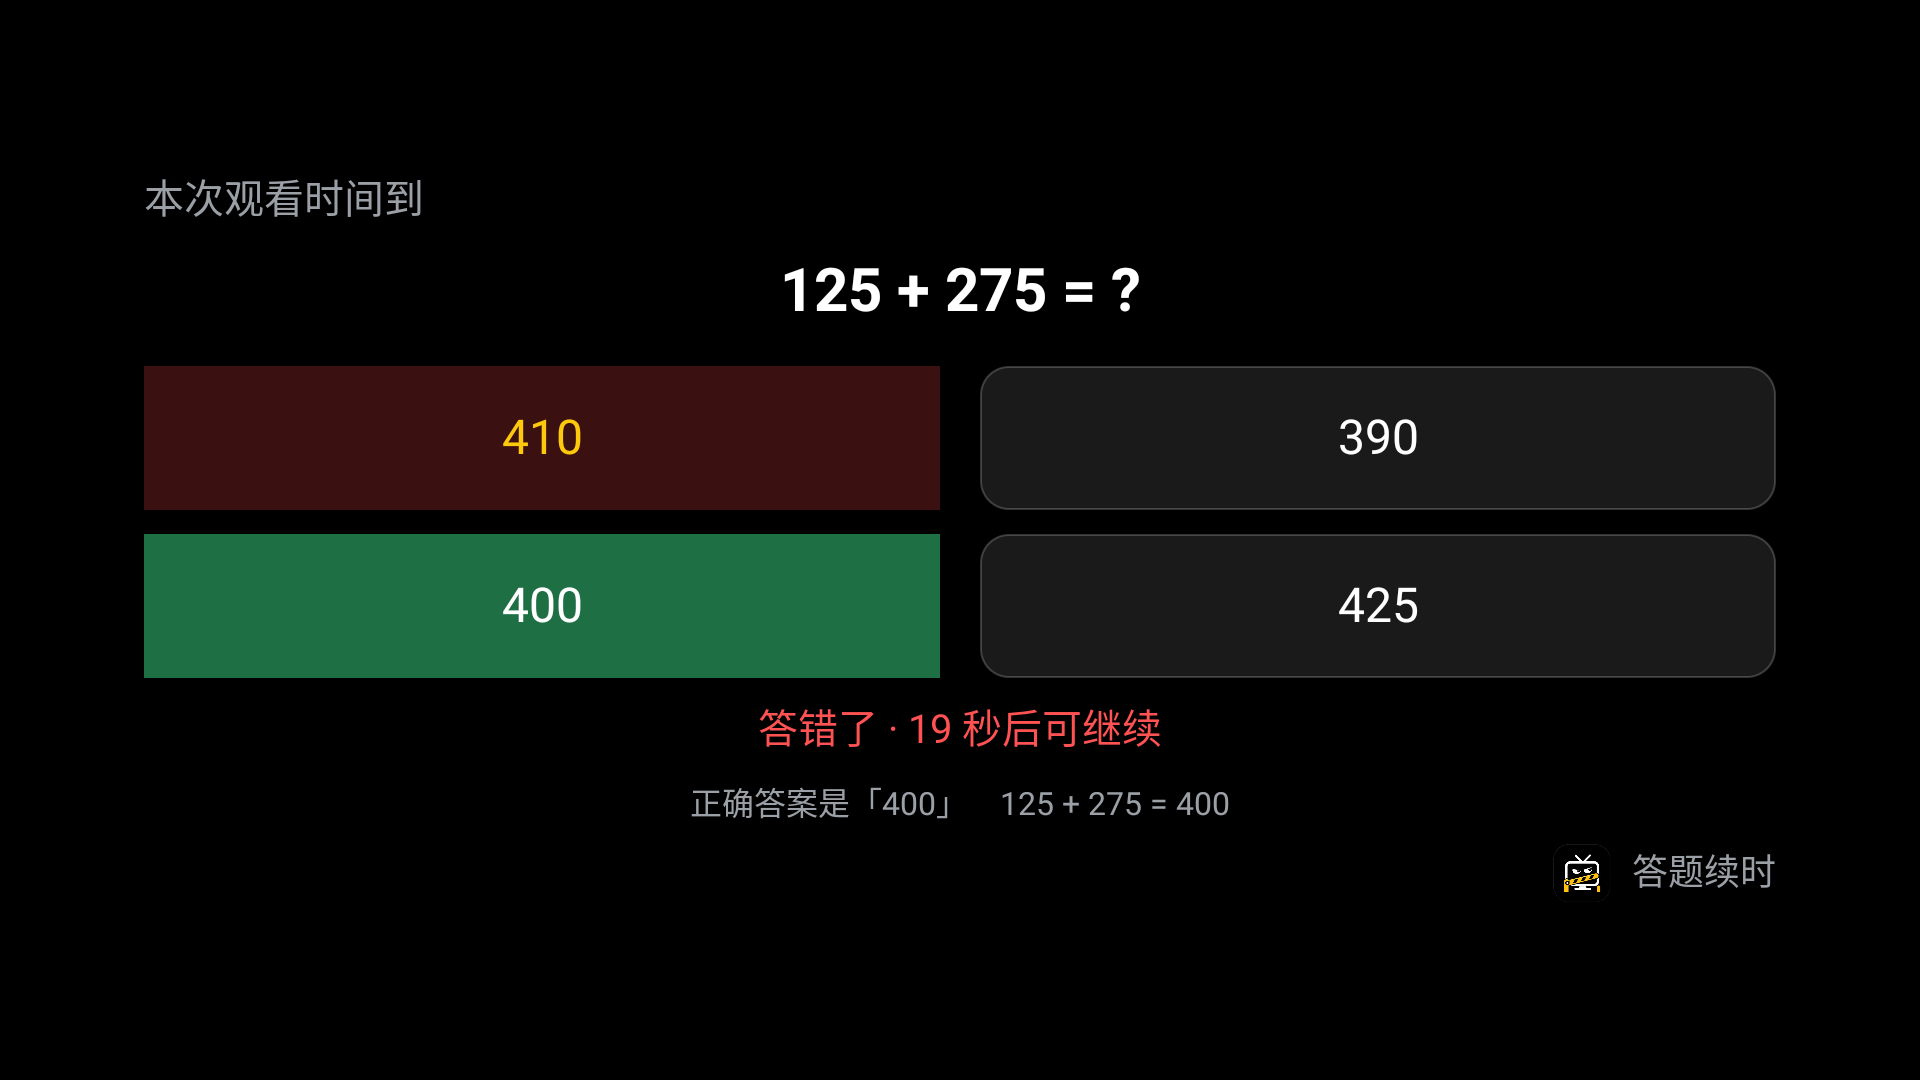 本次观看时间到
125 + 275 = ?
410
390
400
425
答错了 · 19 秒后可继续
正确答案是「400」 125 + 275 = 400
答题续时